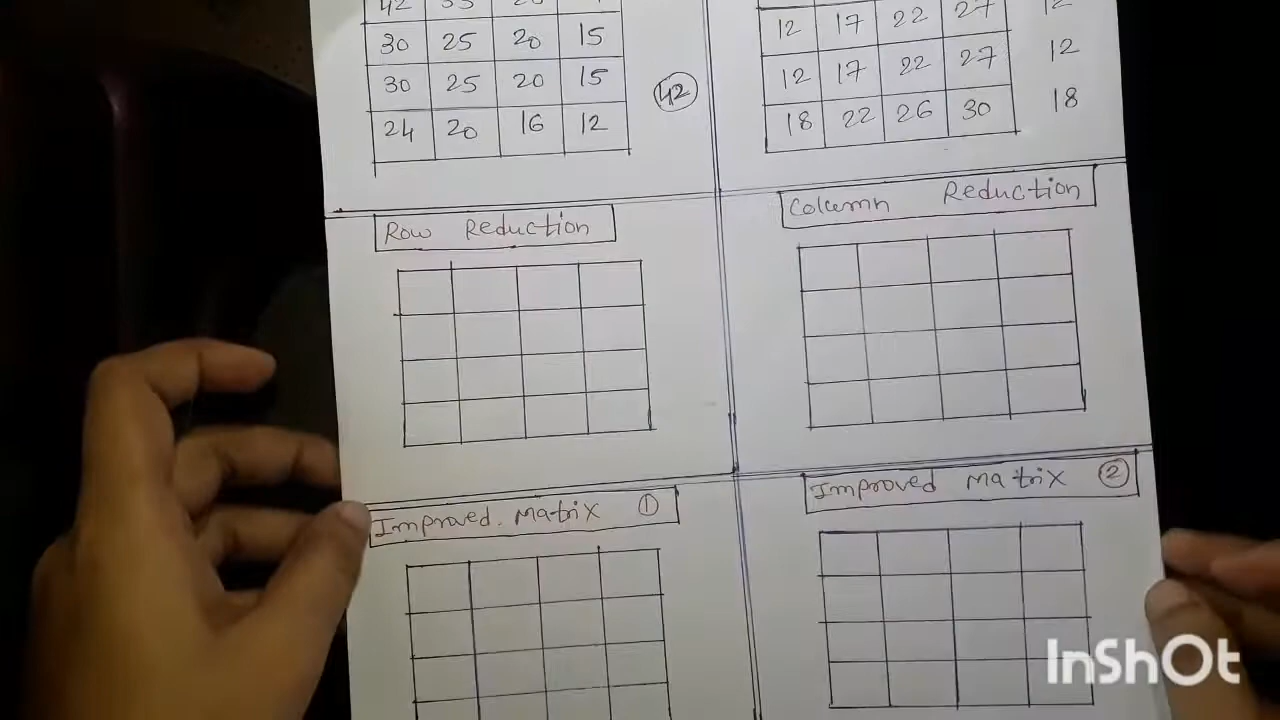 42 35
30 25 20 15
30 25 20 15
24 20 16 12
42
12 17 22 27 12
12 17 22 27 12
18 22 26 30 18
Row Reduction
Column Reduction
Improved. Matrix 1
Improved Matrix 2
InShOt